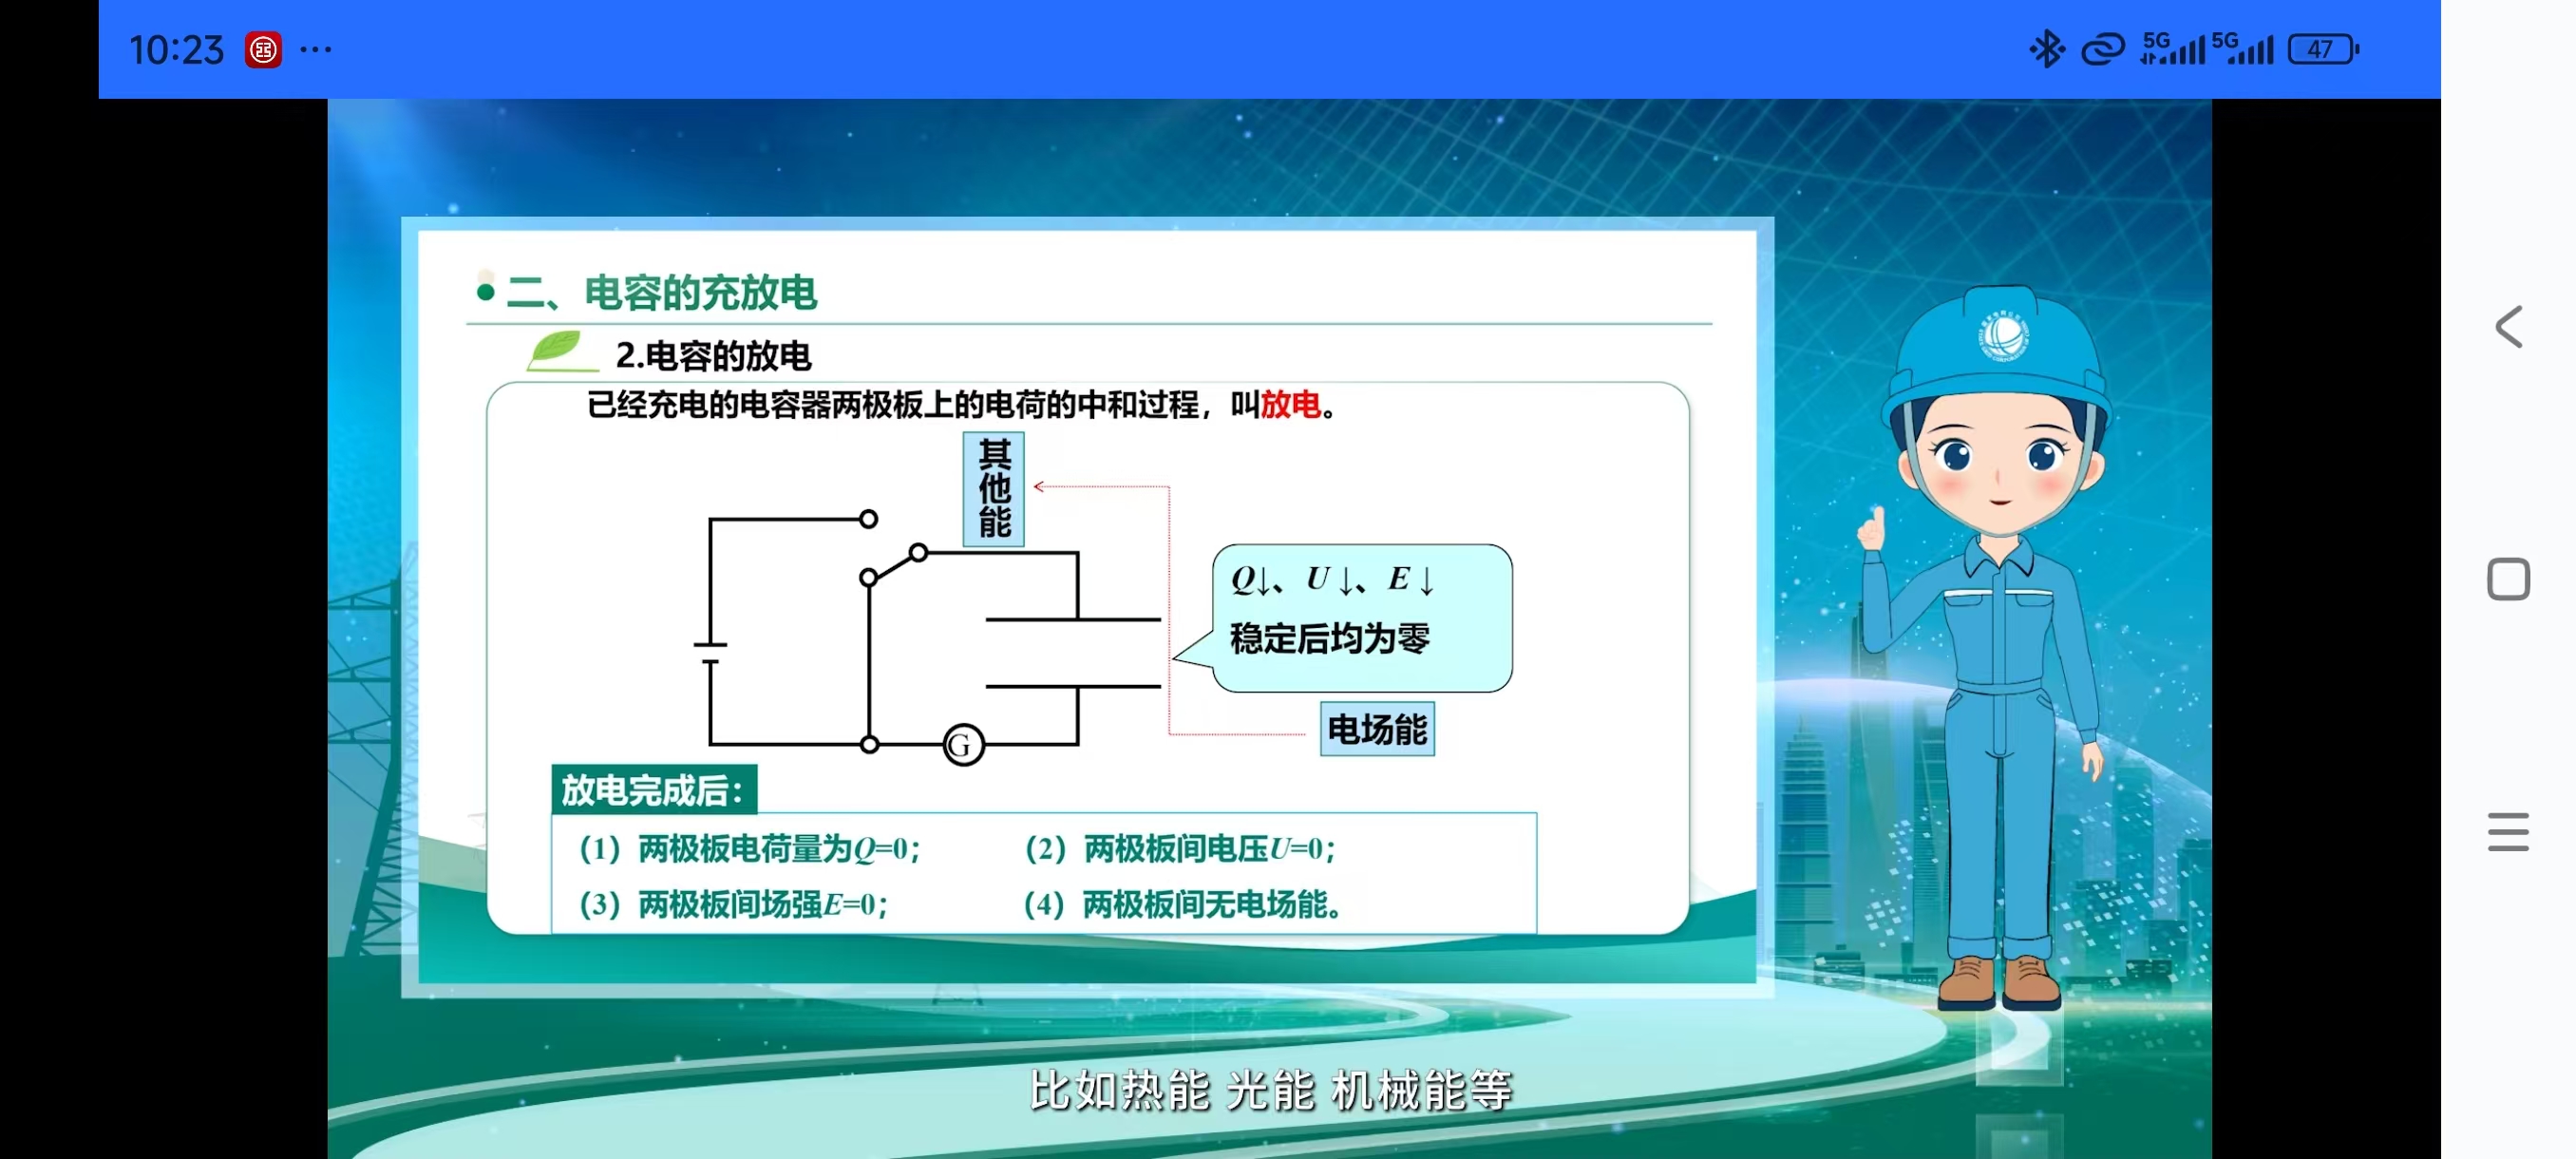 10:23
5G 5G 47
二、电容的充放电
2.电容的放电
已经充电的电容器两极板上的电荷的中和过程，叫放电。
其他能
Q↓、U↓、E↓
稳定后均为零
电场能
G
放电完成后：
（1）两极板电荷量为Q=0；（2）两极板间电压U=0；
（3）两极板间场强E=0；（4）两极板间无电场能。
比如热能 光能 机械能等